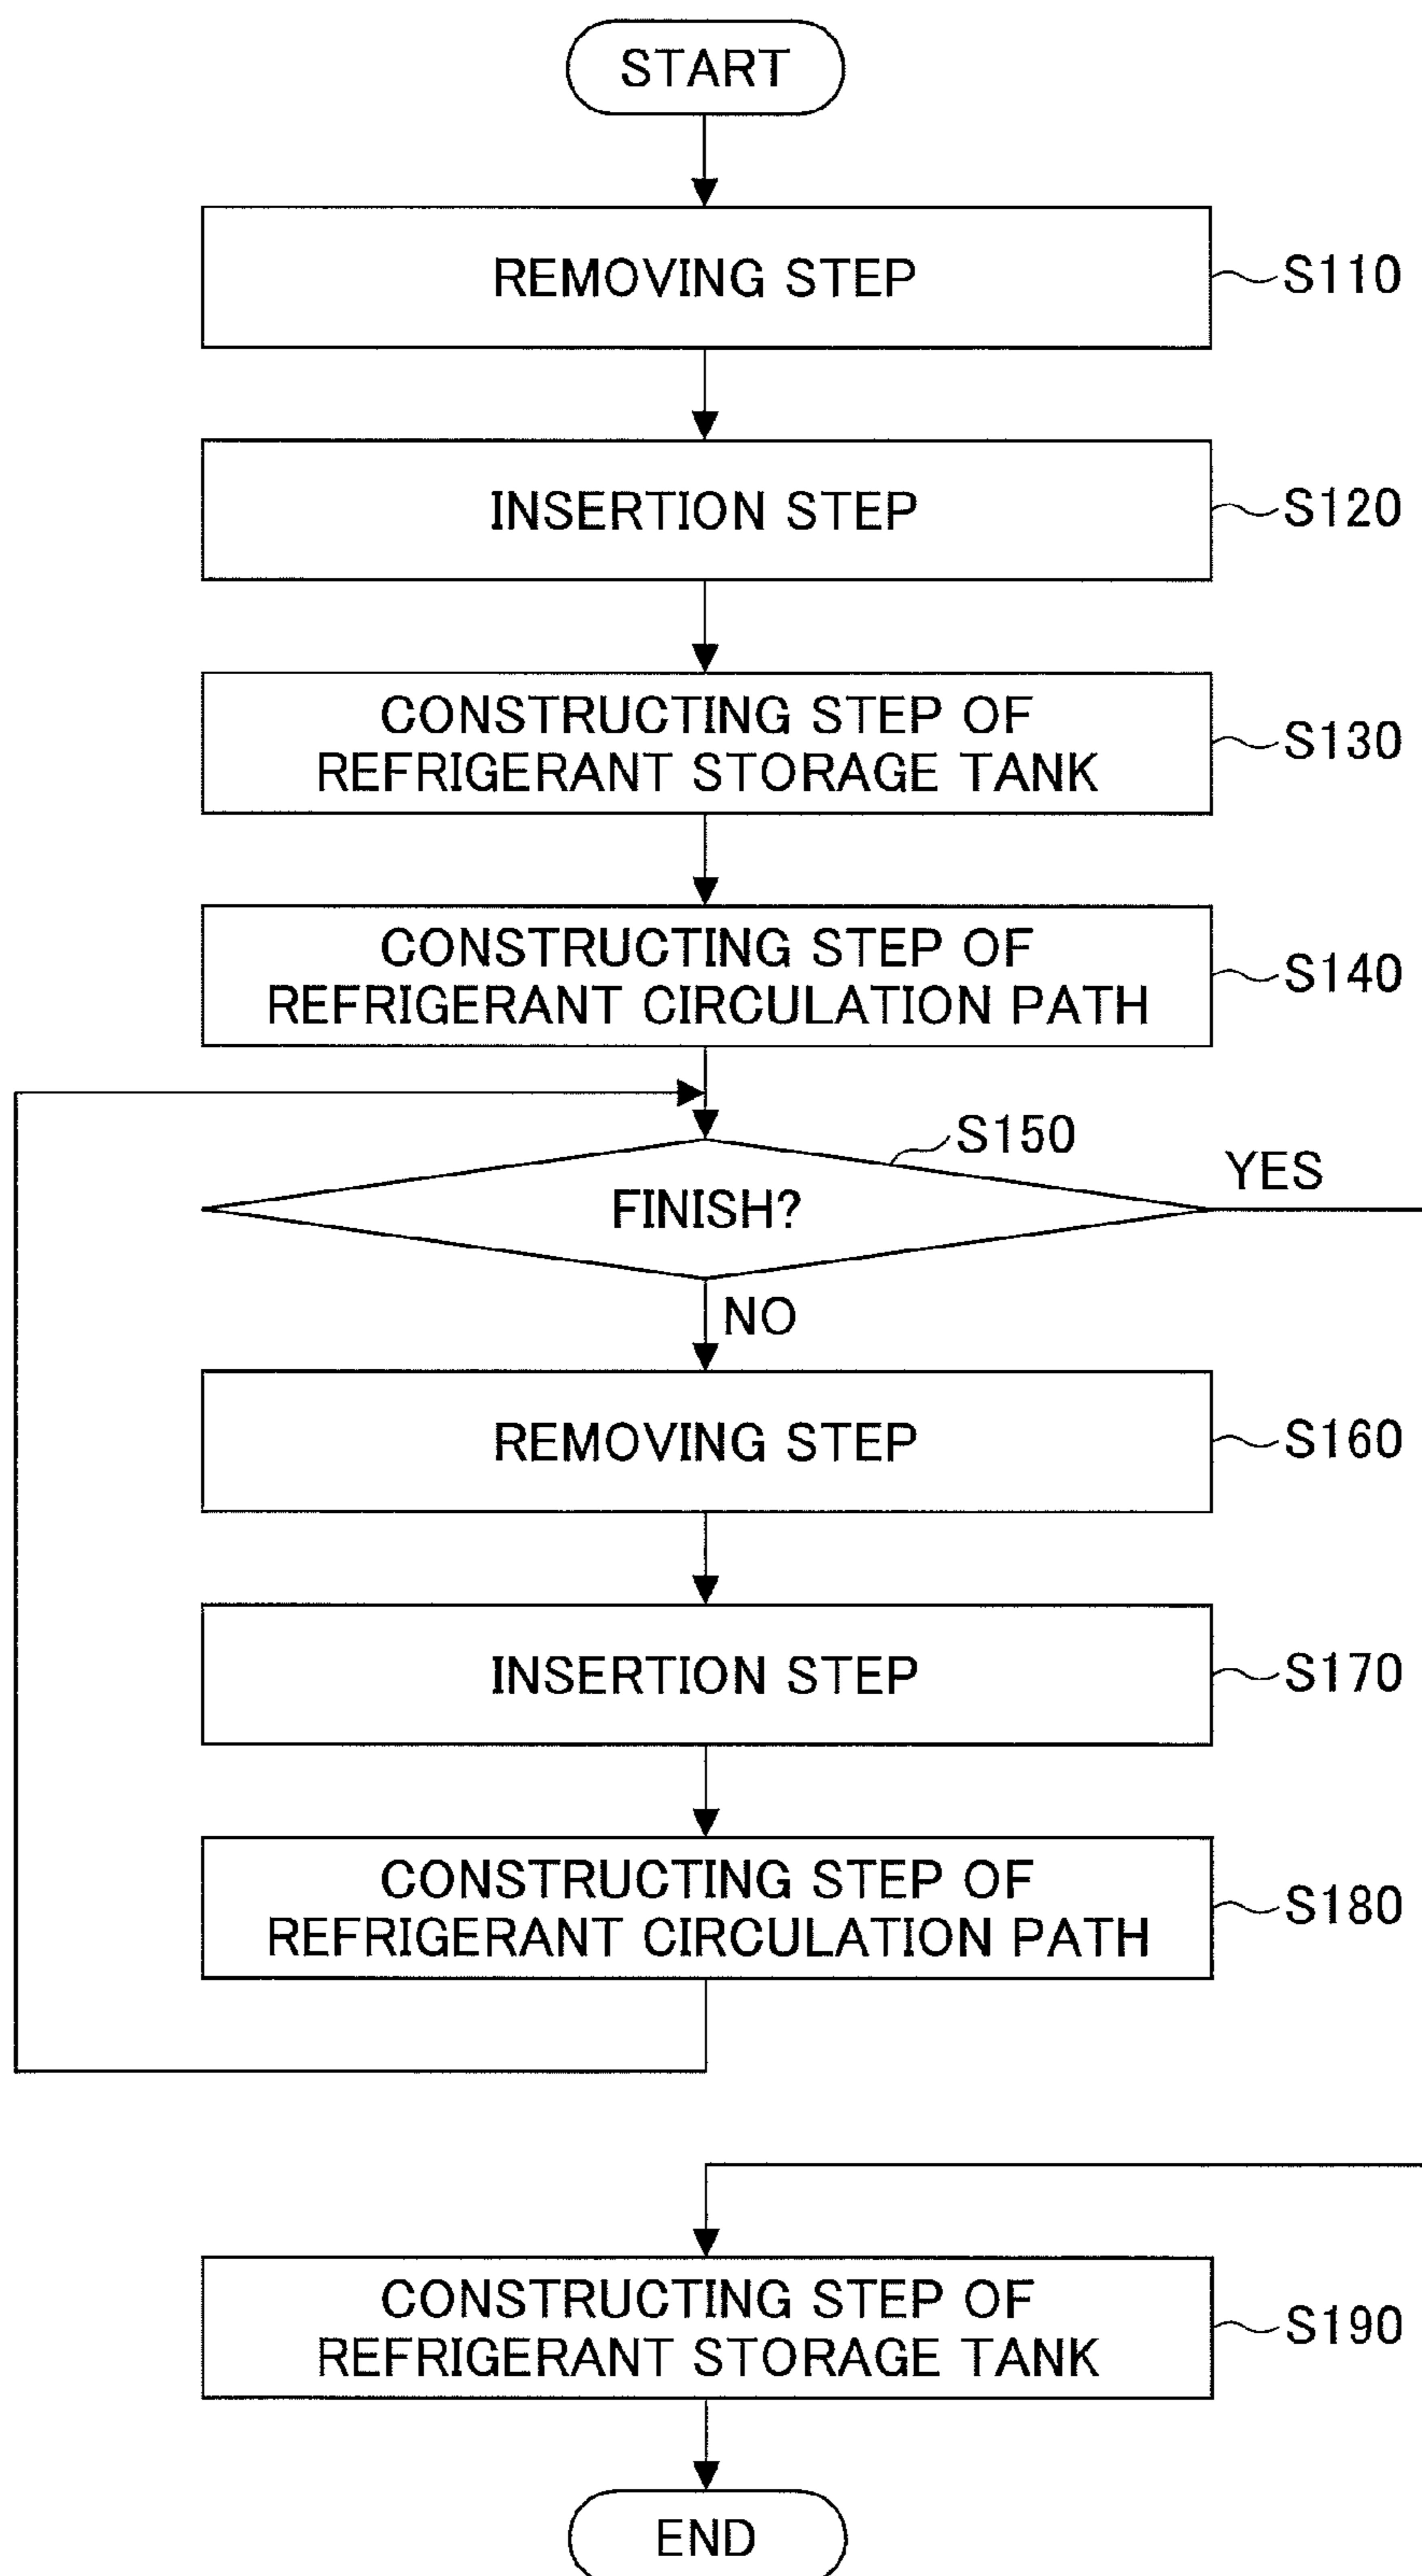 START
REMOVING STEP
S110
INSERTION STEP
S120
CONSTRUCTING STEP OF
REFRIGERANT STORAGE TANK
S130
CONSTRUCTING STEP OF
REFRIGERANT CIRCULATION PATH
S140
S150
YES
FINISH?
NO
REMOVING STEP
S160
INSERTION STEP
S170
CONSTRUCTING STEP OF
REFRIGERANT CIRCULATION PATH
S180
CONSTRUCTING STEP OF
REFRIGERANT STORAGE TANK
S190
END